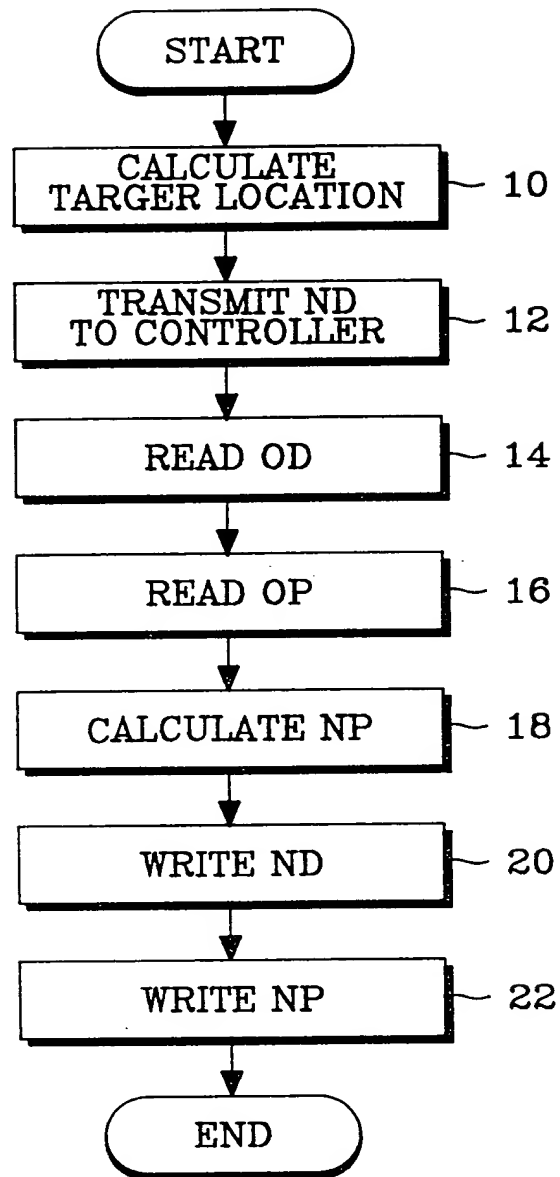 START
CALCULATE
TARGER LOCATION
10
TRANSMIT ND
TO CONTROLLER
12
READ OD
14
READ OP
16
CALCULATE NP
18
WRITE ND
20
WRITE NP
22
END